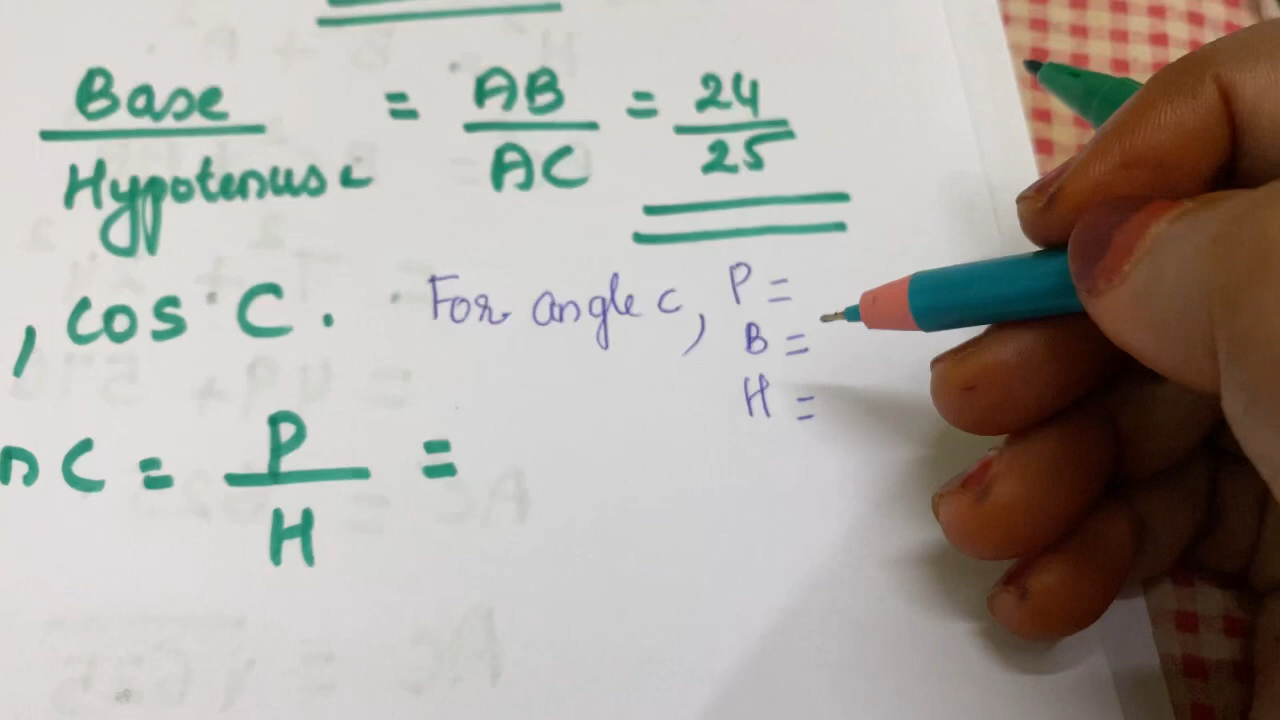 Base = AB = 24
Hypotenuse AC 25
, cos C. For angle C, P =
B =
H =
n C = P =
H